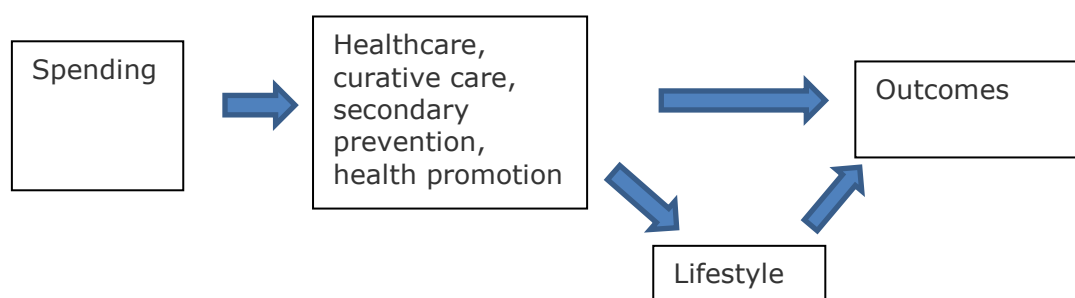 Spending
Healthcare,
curative care,
secondary
prevention,
health promotion
Outcomes
Lifestyle